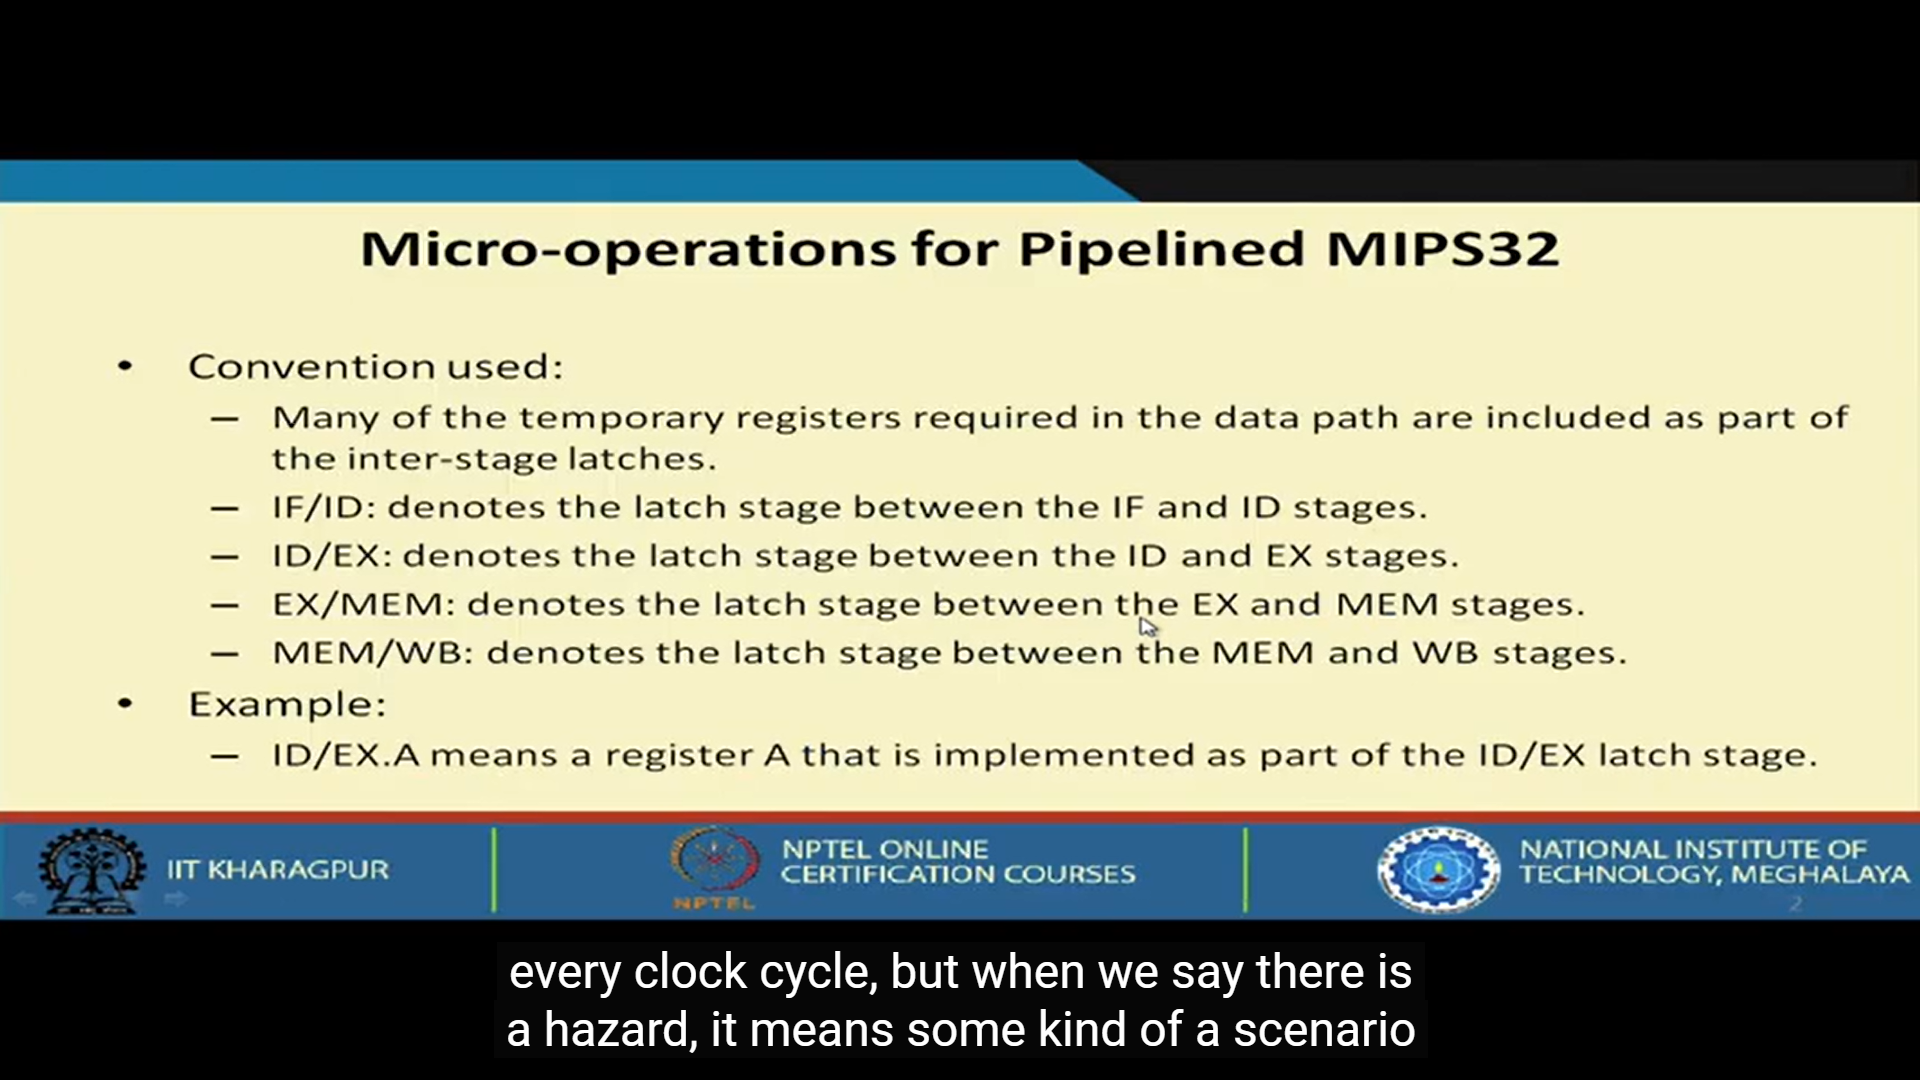 Micro-operations for Pipelined MIPS32
• Convention used:
– Many of the temporary registers required in the data path are included as part of
the inter-stage latches.
– IF/ID: denotes the latch stage between the IF and ID stages.
– ID/EX: denotes the latch stage between the ID and EX stages.
– EX/MEM: denotes the latch stage between the EX and MEM stages.
– MEM/WB: denotes the latch stage between the MEM and WB stages.
• Example:
– ID/EX.A means a register A that is implemented as part of the ID/EX latch stage.
IIT KHARAGPUR
NPTEL
NPTEL ONLINE
CERTIFICATION COURSES
NATIONAL INSTITUTE OF
TECHNOLOGY, MEGHALAYA
2
every clock cycle, but when we say there is
a hazard, it means some kind of a scenario